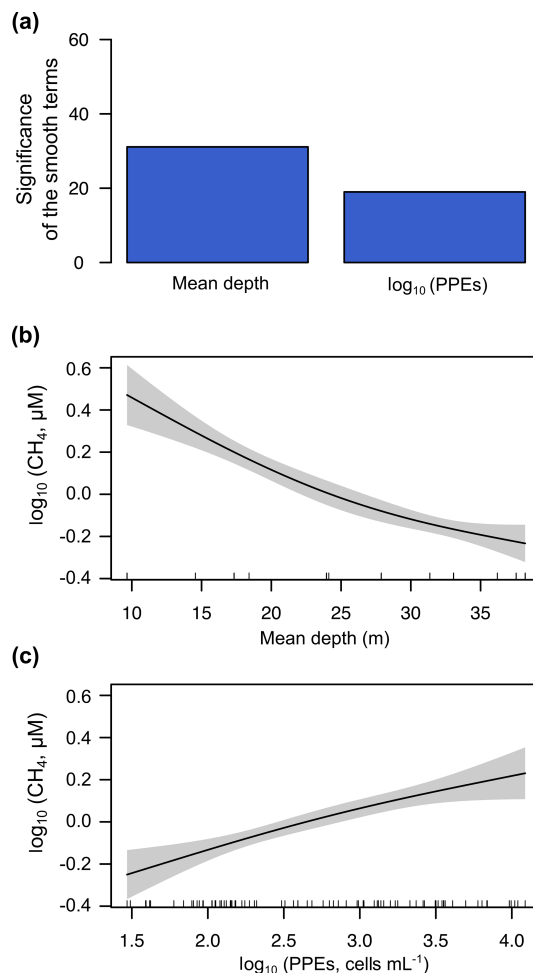 (a)
Significance
of the smooth terms
60
40
20
0
Mean depth
log₁₀ (PPEs)
(b)
log₁₀ (CH₄, µM)
0.6
0.4
0.2
0.0
-0.2
-0.4
10 15 20 25 30 35
Mean depth (m)
(c)
log₁₀ (CH₄, µM)
0.6
0.4
0.2
0.0
-0.2
-0.4
1.5 2.0 2.5 3.0 3.5 4.0
log₁₀ (PPEs, cells mL⁻¹)